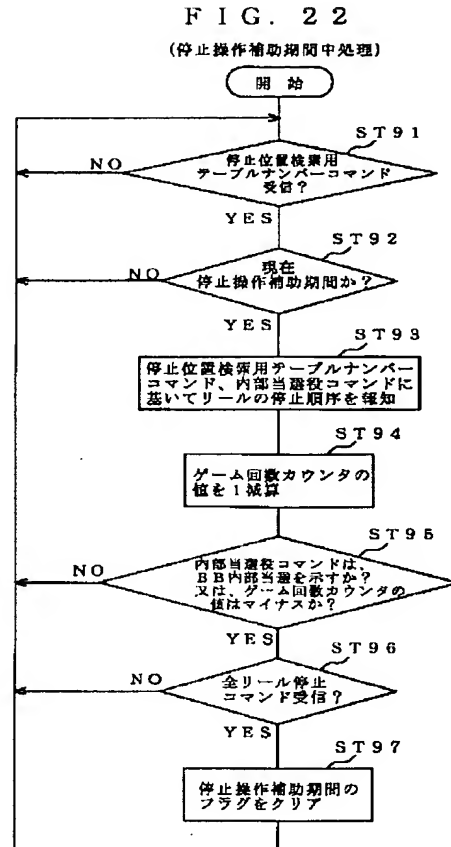 FIG. 22
(停止操作補助期間中処理)
開始
ST91
停止位置検索用
テーブルナンバーコマンド
受信?
NO
YES
ST92
現在
停止操作補助期間か?
NO
YES
ST93
停止位置検索用テーブルナンバー
コマンド、内部当選役コマンドに
基いてリールの停止順序を報知
ST94
ゲーム回数カウンタの
値を1減算
ST95
内部当選役コマンドは、
BB内部当選を示すか?
又は、ゲーム回数カウンタの
値はマイナスか?
NO
YES
ST96
全リール停止
コマンド受信?
NO
YES
ST97
停止操作補助期間の
フラグをクリア